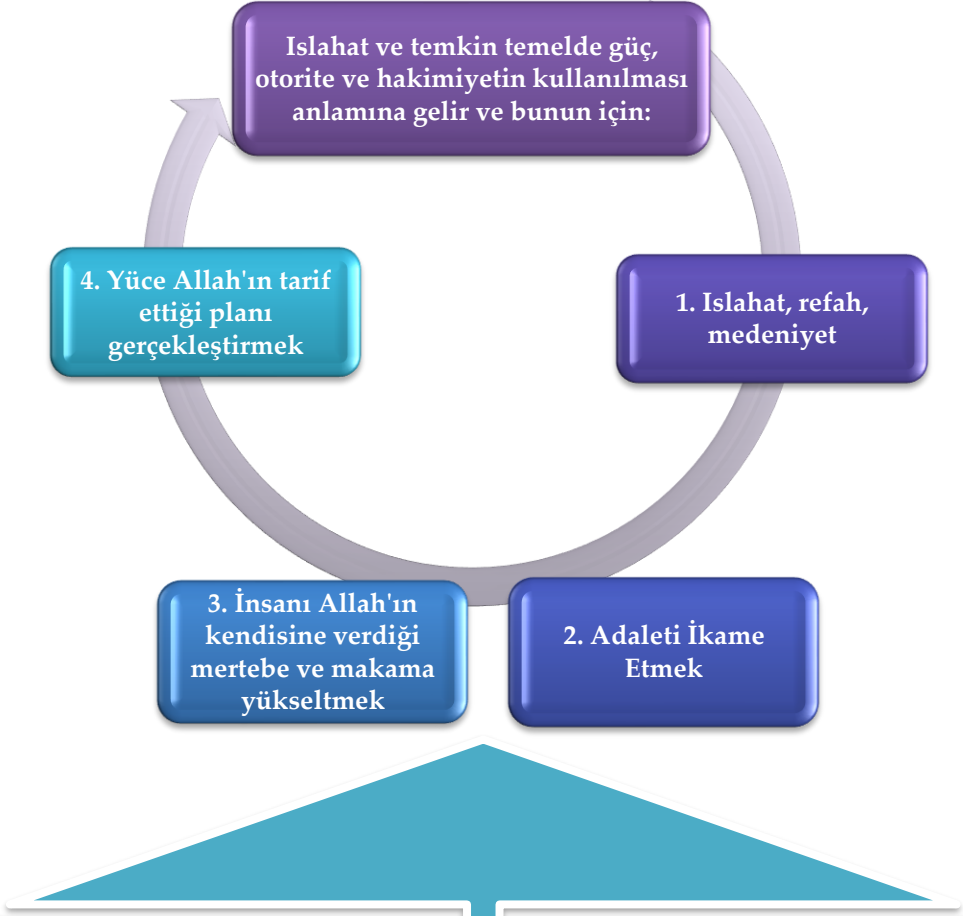 Islahat ve temkin temelde güç,
otorite ve hakimiyetin kullanılması
anlamına gelir ve bunun için:
1. Islahat, refah,
medeniyet
2. Adaleti İkame
Etmek
3. İnsanı Allah'ın
kendisine verdiği
mertebe ve makama
yükseltmek
4. Yüce Allah'ın tarif
ettiği planı
gerçekleştirmek